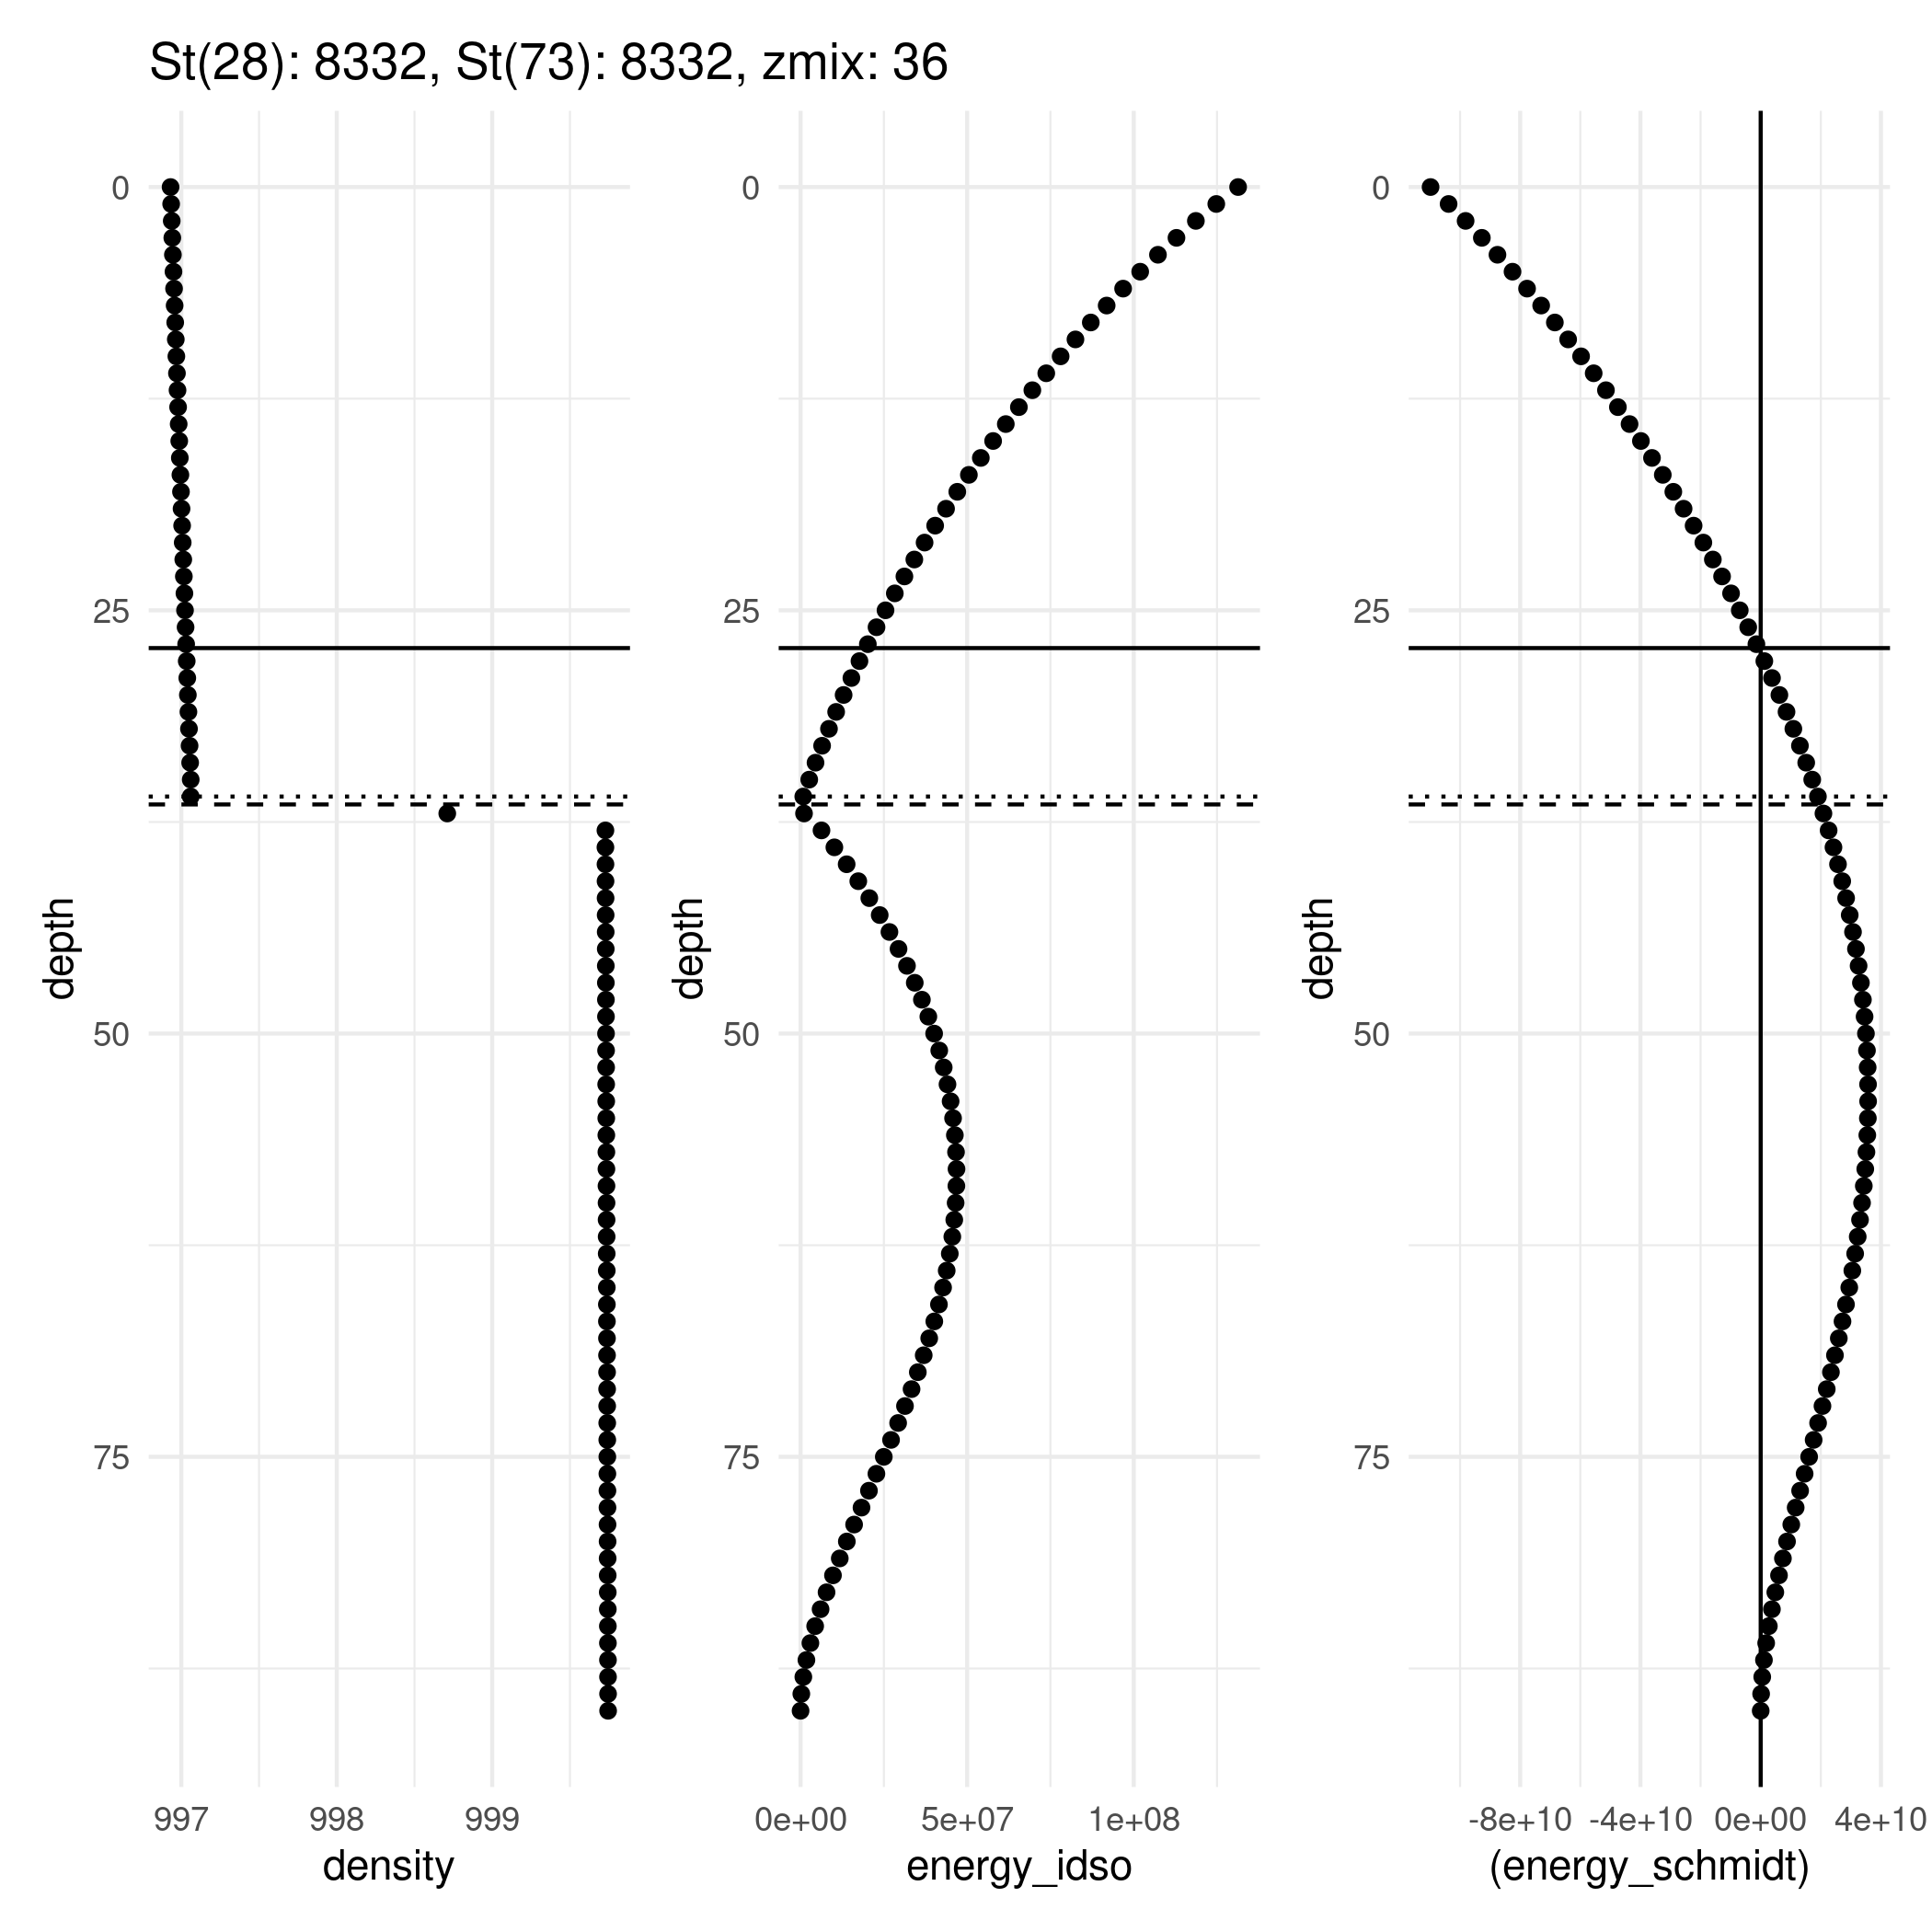 St(28): 8332, St(73): 8332, zmix: 36
0
25
50
75
depth
997 998 999
density
0
25
50
75
depth
0e+00 5e+07 1e+08
energy_idso
0
25
50
75
depth
-8e+10 -4e+10 0e+00 4e+10
(energy_schmidt)